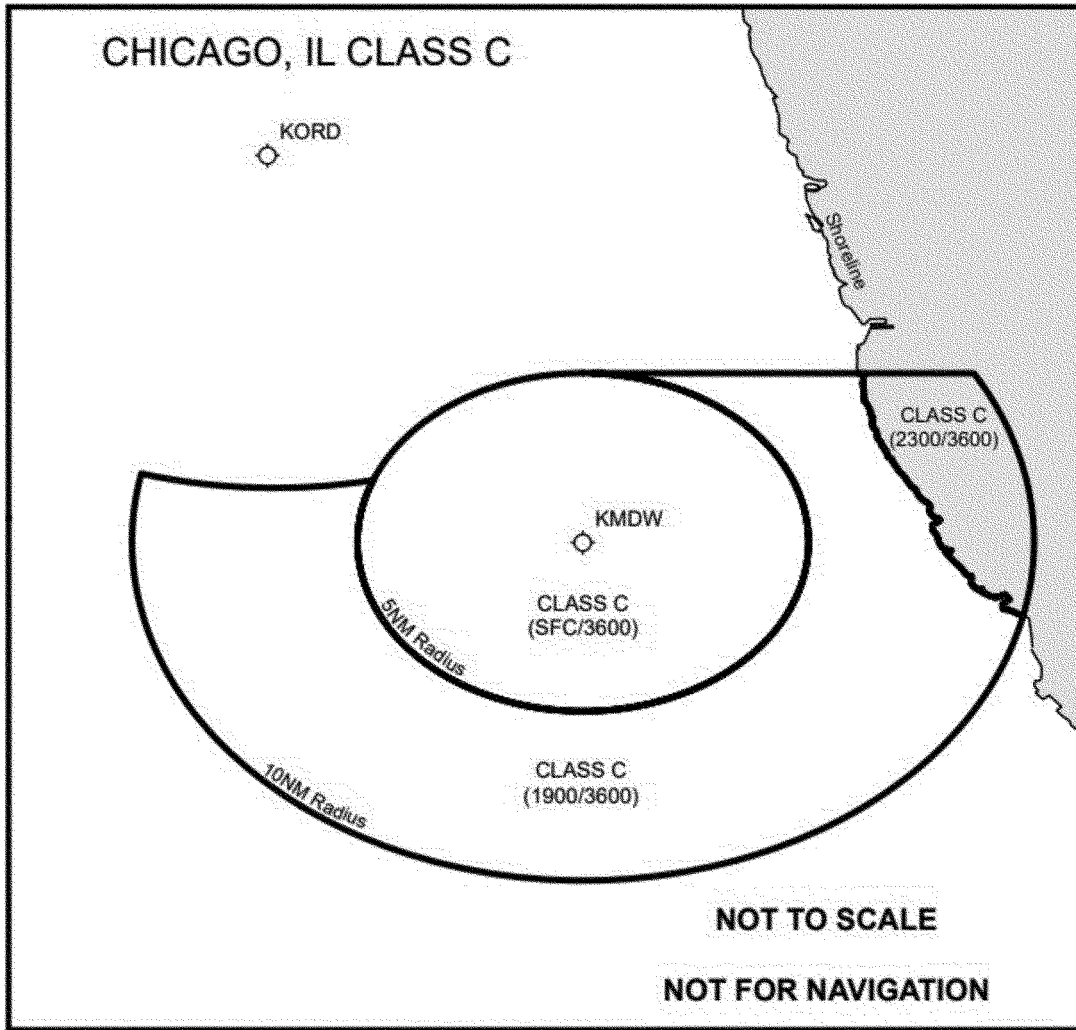 CHICAGO, IL CLASS C
KORD
Shoreline
CLASS C
(2300/3600)
KMDW
CLASS C
(SFC/3600)
5NM Radius
CLASS C
(1900/3600)
10NM Radius
NOT TO SCALE
NOT FOR NAVIGATION